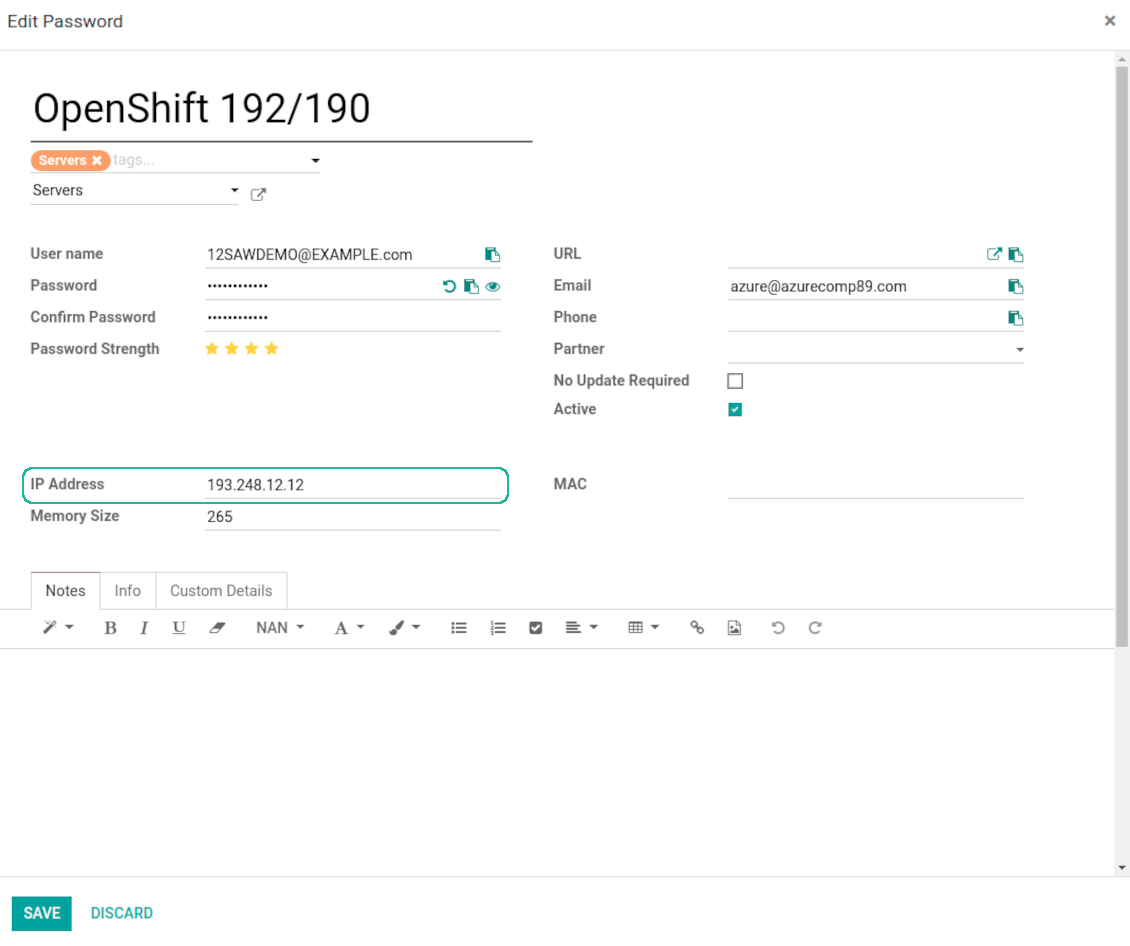 Edit Password ×
OpenShift 192/190
Servers × tags...
Servers
User name 12SAWDEMO@EXAMPLE.com
Password ••••••••••••
Confirm Password ••••••••••••
Password Strength
URL
Email azure@azurecomp89.com
Phone
Partner
No Update Required
Active
IP Address 193.248.12.12
Memory Size 265
MAC
Notes Info Custom Details
B I U NAN A
SAVE DISCARD